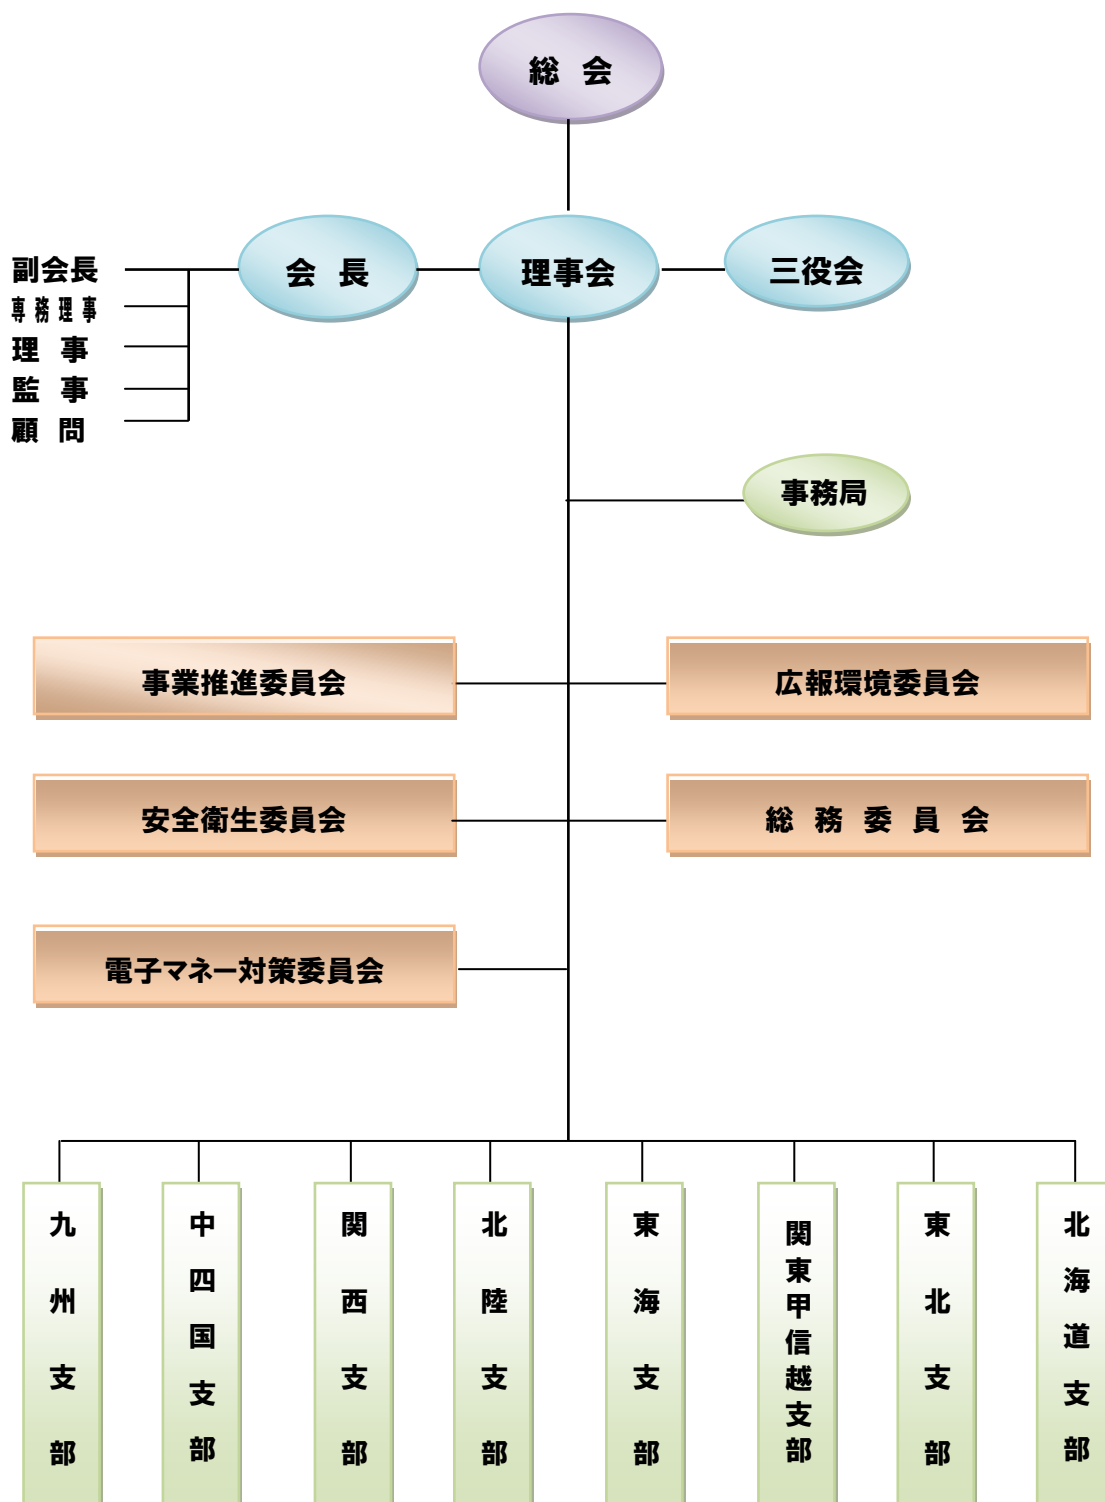 総 会
会 長
理事会
三役会
副会長
専務理事
理 事
監 事
顧 問
事務局
事業推進委員会
広報環境委員会
安全衛生委員会
総 務 委 員 会
電子マネー対策委員会
九州支部
中四国支部
関西支部
北陸支部
東海支部
関東甲信越支部
東北支部
北海道支部